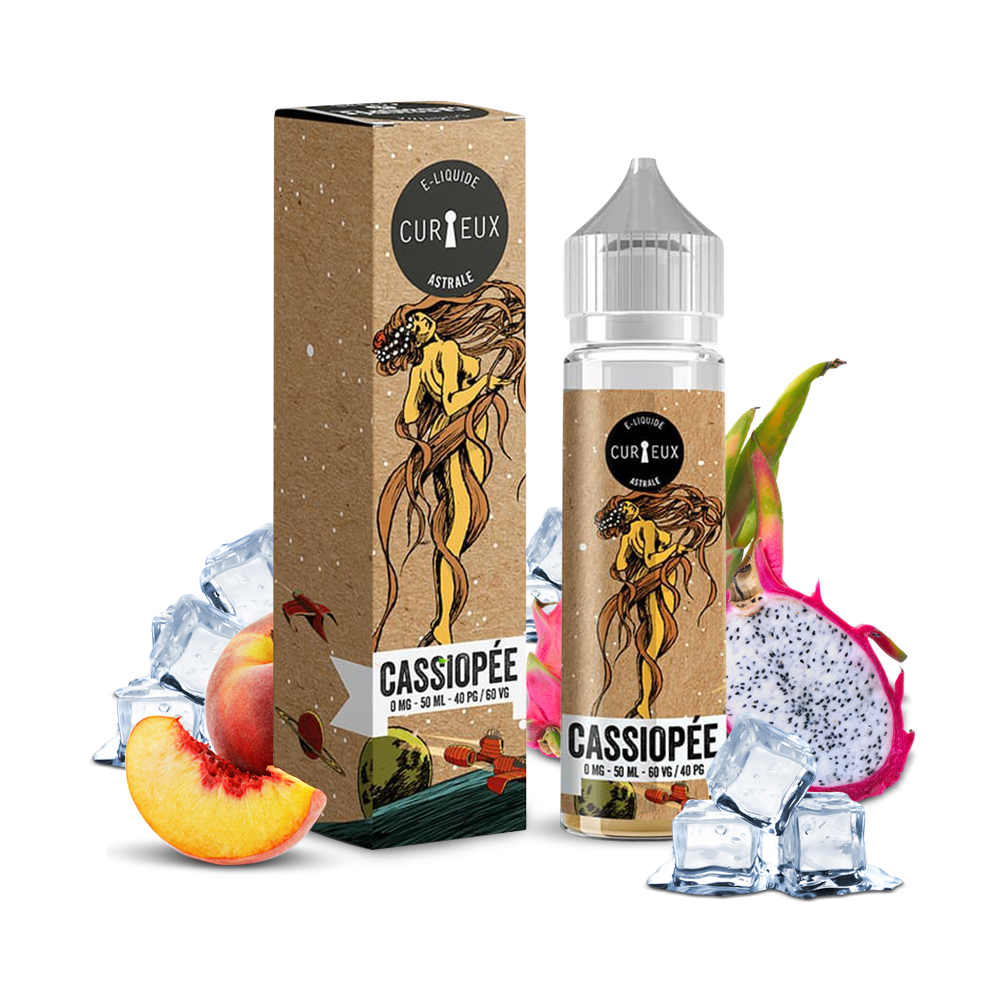 E-LIQUIDE
CURIEUX
ASTRALE
CASSIOPÉE
0 MG - 50 ML - 40 PG / 60 VG
E-LIQUIDE
CURIEUX
ASTRALE
CASSIOPÉE
0 MG - 50 ML - 60 VG / 40 PG